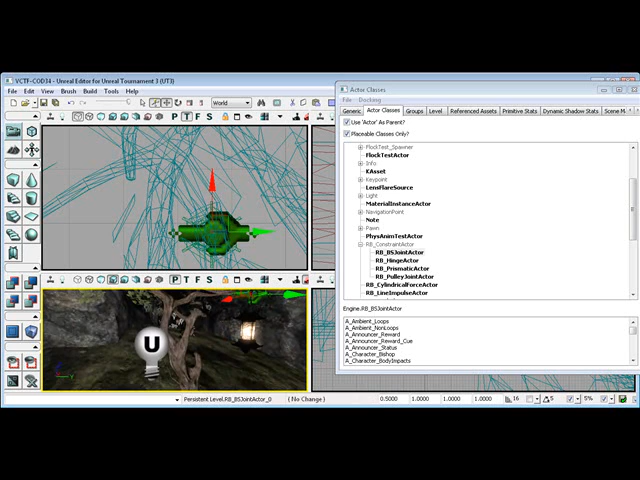 VCTF-COD34 - Unreal Editor for Unreal Tournament 3 (UT3)
File Edit View Brush Build Tools Help
World
P T F S
P T F S
U
Actor Classes
File Docking
Generic Actor Classes Groups Level Referenced Assets Primitive Stats Dynamic Shadow Stats Scene M
Use 'Actor' As Parent?
Placeable Classes Only?
FlockTest_Spawner
FlockTestActor
Info
KAsset
Keypoint
LensFlareSource
Light
MaterialInstanceActor
NavigationPoint
Note
Pawn
PhysAnimTestActor
RB_ConstraintActor
RB_BSJointActor
RB_HingeActor
RB_PrismaticActor
RB_PulleyJointActor
RB_CylindricalForceActor
RB_LineImpulseActor
Engine.RB_BSJointActor
A_Ambient_Loops
A_Ambient_NonLoops
A_Announcer_Reward
A_Announcer_Reward_Cue
A_Announcer_Status
A_Character_Bishop
A_Character_BodyImpacts
Persistent Level.RB_BSJointActor_0 ( No Change ) 0.5000 1.0000 1.0000 1.0000 16 5 5%